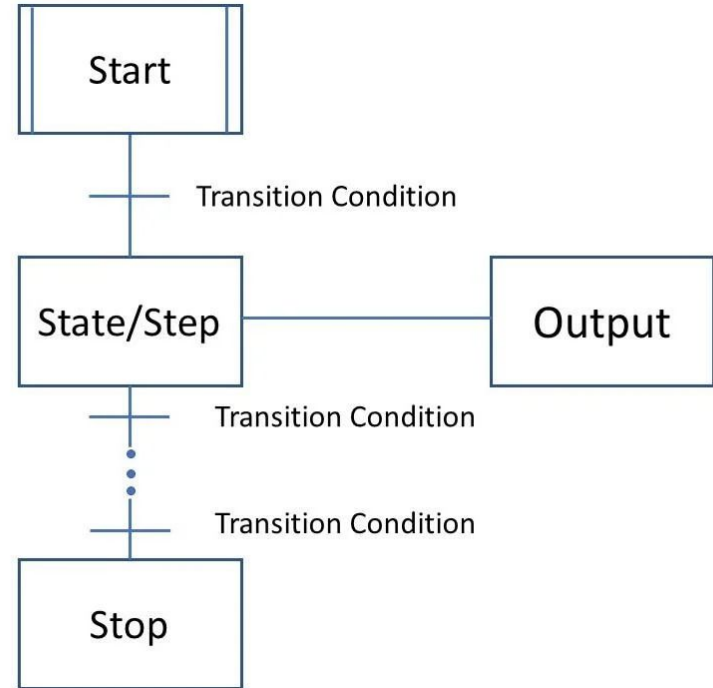 Start
Transition Condition
State/Step
Output
Transition Condition
Transition Condition
Stop